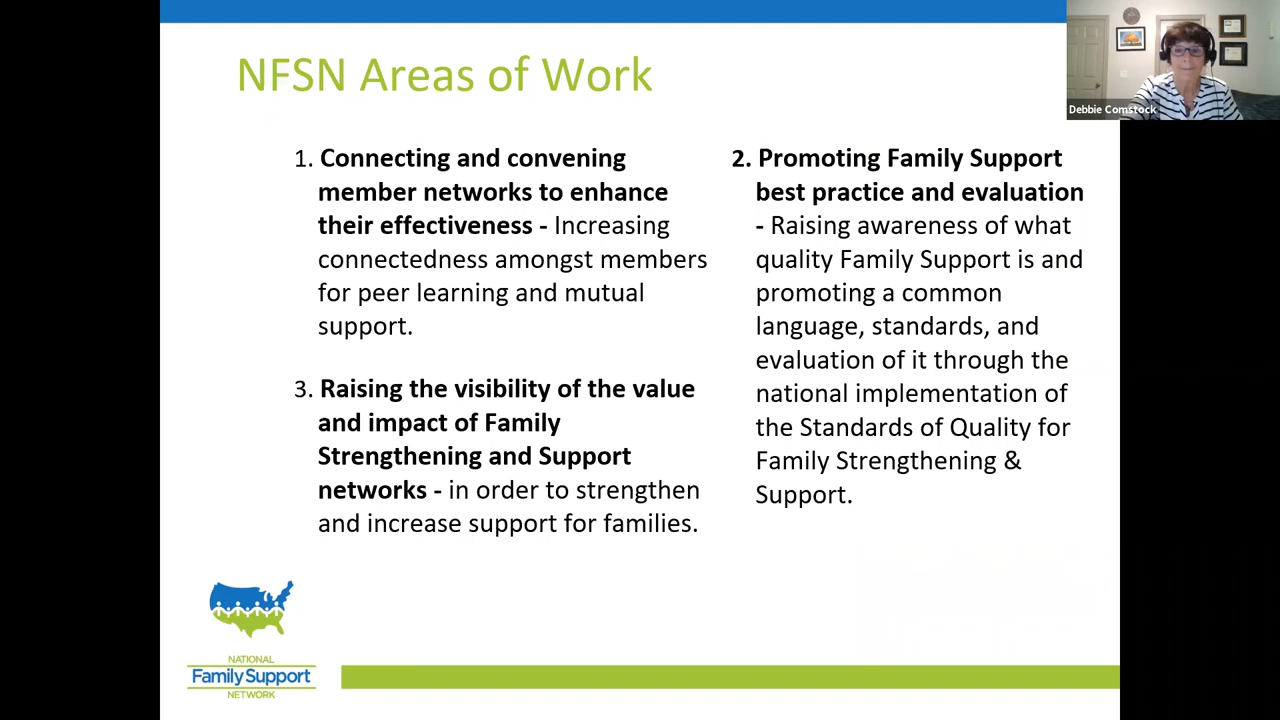 NFSN Areas of Work
Debbie Comstock
1. Connecting and convening
member networks to enhance
their effectiveness - Increasing
connectedness amongst members
for peer learning and mutual
support.
3. Raising the visibility of the value
and impact of Family
Strengthening and Support
networks - in order to strengthen
and increase support for families.
2. Promoting Family Support
best practice and evaluation
- Raising awareness of what
quality Family Support is and
promoting a common
language, standards, and
evaluation of it through the
national implementation of
the Standards of Quality for
Family Strengthening &
Support.
NATIONAL
Family Support
NETWORK